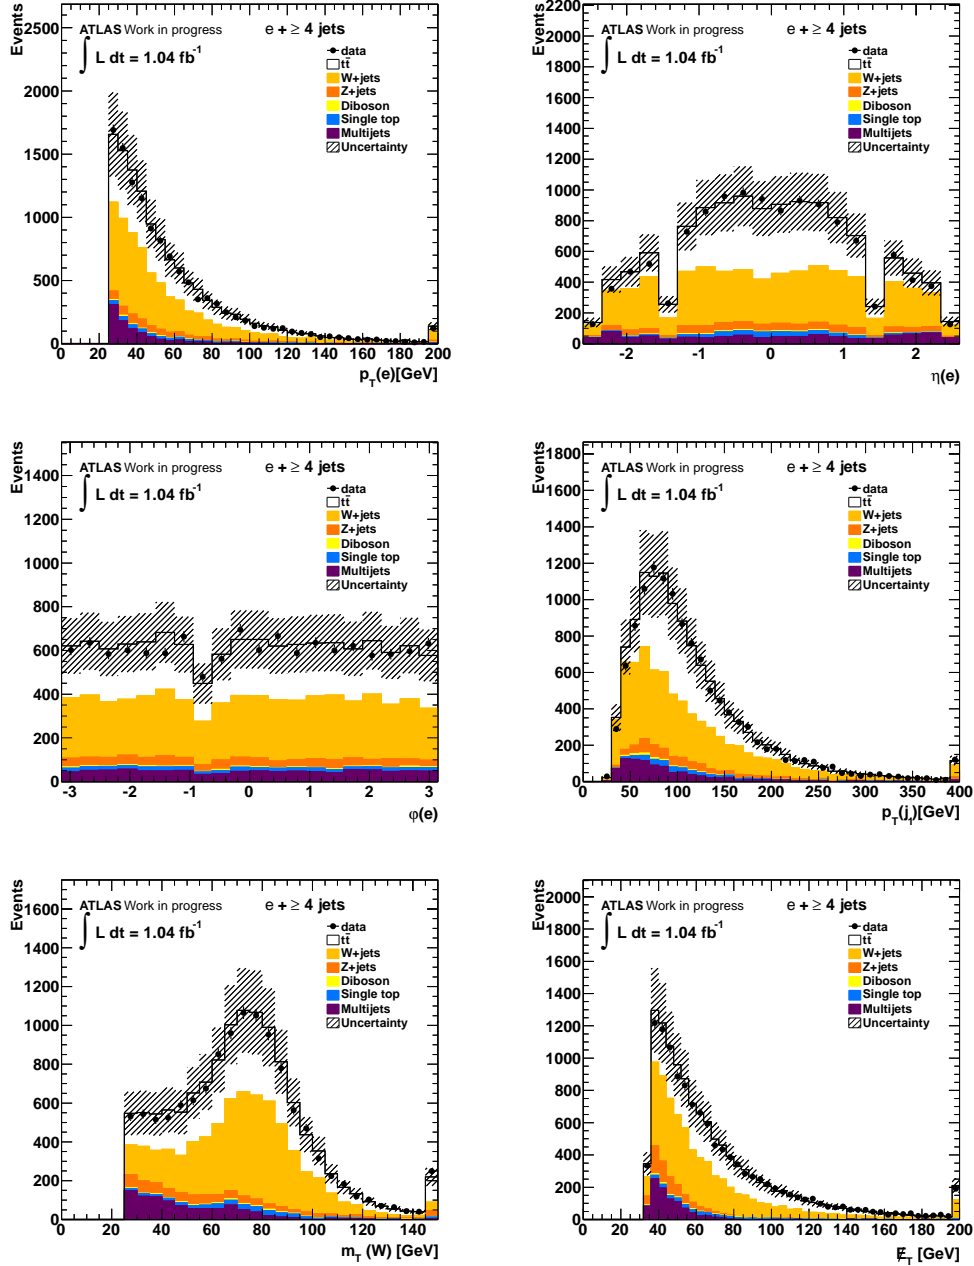 Events
2500
2000
1500
1000
500
0
ATLAS Work in progress
e + ≥ 4 jets
∫ L dt = 1.04 fb⁻¹
data
tt̄
W+jets
Z+jets
Diboson
Single top
Multijets
Uncertainty
0 20 40 60 80 100 120 140 160 180 200
p_T(e)[GeV]
Events
2200
2000
1800
1600
1400
1200
1000
800
600
400
200
0
ATLAS Work in progress
e + ≥ 4 jets
∫ L dt = 1.04 fb⁻¹
data
tt̄
W+jets
Z+jets
Diboson
Single top
Multijets
Uncertainty
-2 -1 0 1 2
η(e)
Events
1400
1200
1000
800
600
400
200
0
ATLAS Work in progress
e + ≥ 4 jets
∫ L dt = 1.04 fb⁻¹
data
tt̄
W+jets
Z+jets
Diboson
Single top
Multijets
Uncertainty
-3 -2 -1 0 1 2 3
φ(e)
Events
1800
1600
1400
1200
1000
800
600
400
200
0
ATLAS Work in progress
e + ≥ 4 jets
∫ L dt = 1.04 fb⁻¹
data
tt̄
W+jets
Z+jets
Diboson
Single top
Multijets
Uncertainty
50 100 150 200 250 300 350 400
p_T(j_1)[GeV]
Events
1600
1400
1200
1000
800
600
400
200
0
ATLAS Work in progress
e + ≥ 4 jets
∫ L dt = 1.04 fb⁻¹
data
tt̄
W+jets
Z+jets
Diboson
Single top
Multijets
Uncertainty
0 20 40 60 80 100 120 140
m_T (W) [GeV]
Events
2000
1800
1600
1400
1200
1000
800
600
400
200
0
ATLAS Work in progress
e + ≥ 4 jets
∫ L dt = 1.04 fb⁻¹
data
tt̄
W+jets
Z+jets
Diboson
Single top
Multijets
Uncertainty
0 20 40 60 80 100 120 140 160 180 200
E̸_T [GeV]